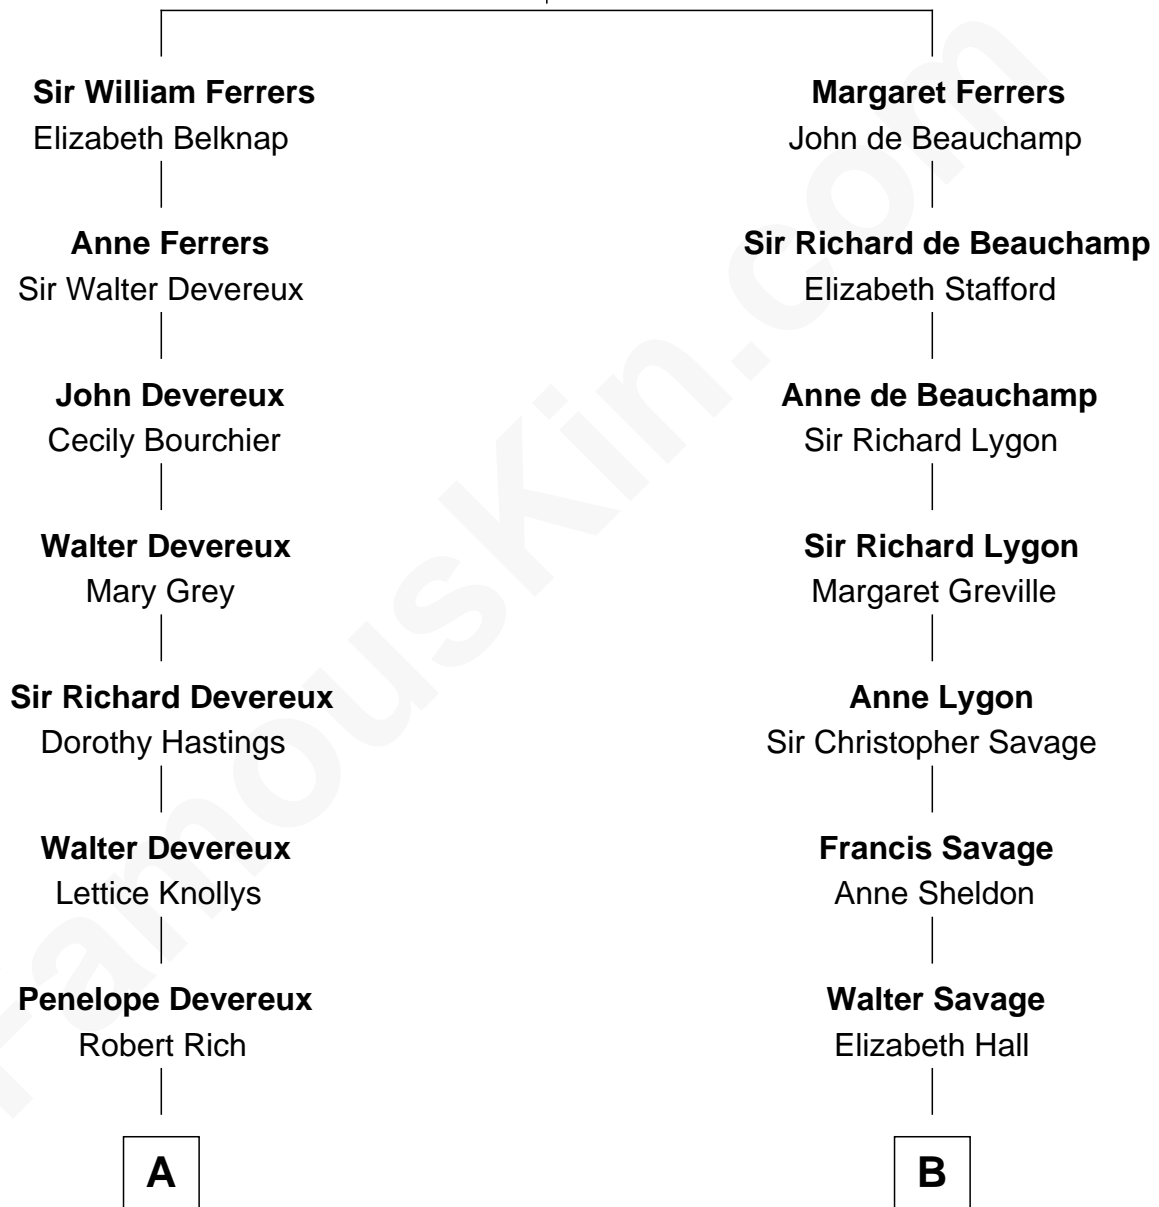 Sir William Ferrers
Elizabeth Belknap
Anne Ferrers
Sir Walter Devereux
John Devereux
Cecily Bourchier
Walter Devereux
Mary Grey
Sir Richard Devereux
Dorothy Hastings
Walter Devereux
Lettice Knollys
Penelope Devereux
Robert Rich
A
Margaret Ferrers
John de Beauchamp
Sir Richard de Beauchamp
Elizabeth Stafford
Anne de Beauchamp
Sir Richard Lygon
Sir Richard Lygon
Margaret Greville
Anne Lygon
Sir Christopher Savage
Francis Savage
Anne Sheldon
Walter Savage
Elizabeth Hall
B
FamousKin.com